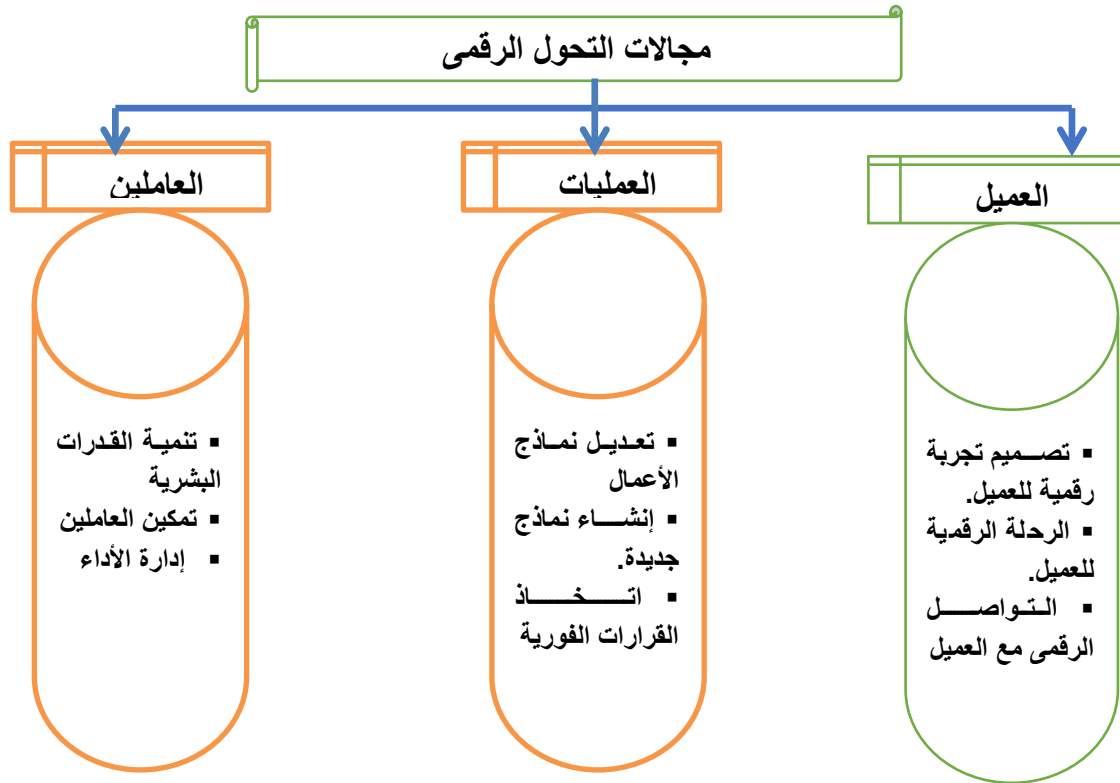 مجالات التحول الرقمى
العميل
▪ تصميم تجربة
رقمية للعميل.
▪ الرحلة الرقمية
للعميل.
▪ التواصل
الرقمى مع العميل
العمليات
▪ تعديل نماذج
الأعمال
▪ إنشاء نماذج
جديدة.
▪ اتخاذ
القرارات الفورية
العاملين
▪ تنمية القدرات
البشرية
▪ تمكين العاملين
▪ إدارة الأداء